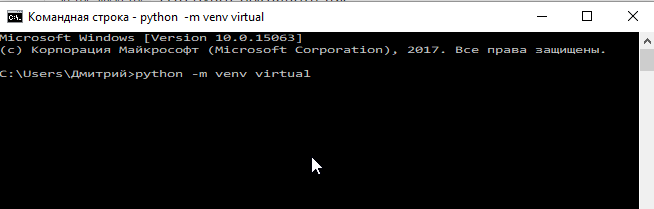 Командная строка - python -m venv virtual
Microsoft Windows [Version 10.0.15063]
(c) Корпорация Майкрософт (Microsoft Corporation), 2017. Все права защищены.
C:\Users\Дмитрий>python -m venv virtual